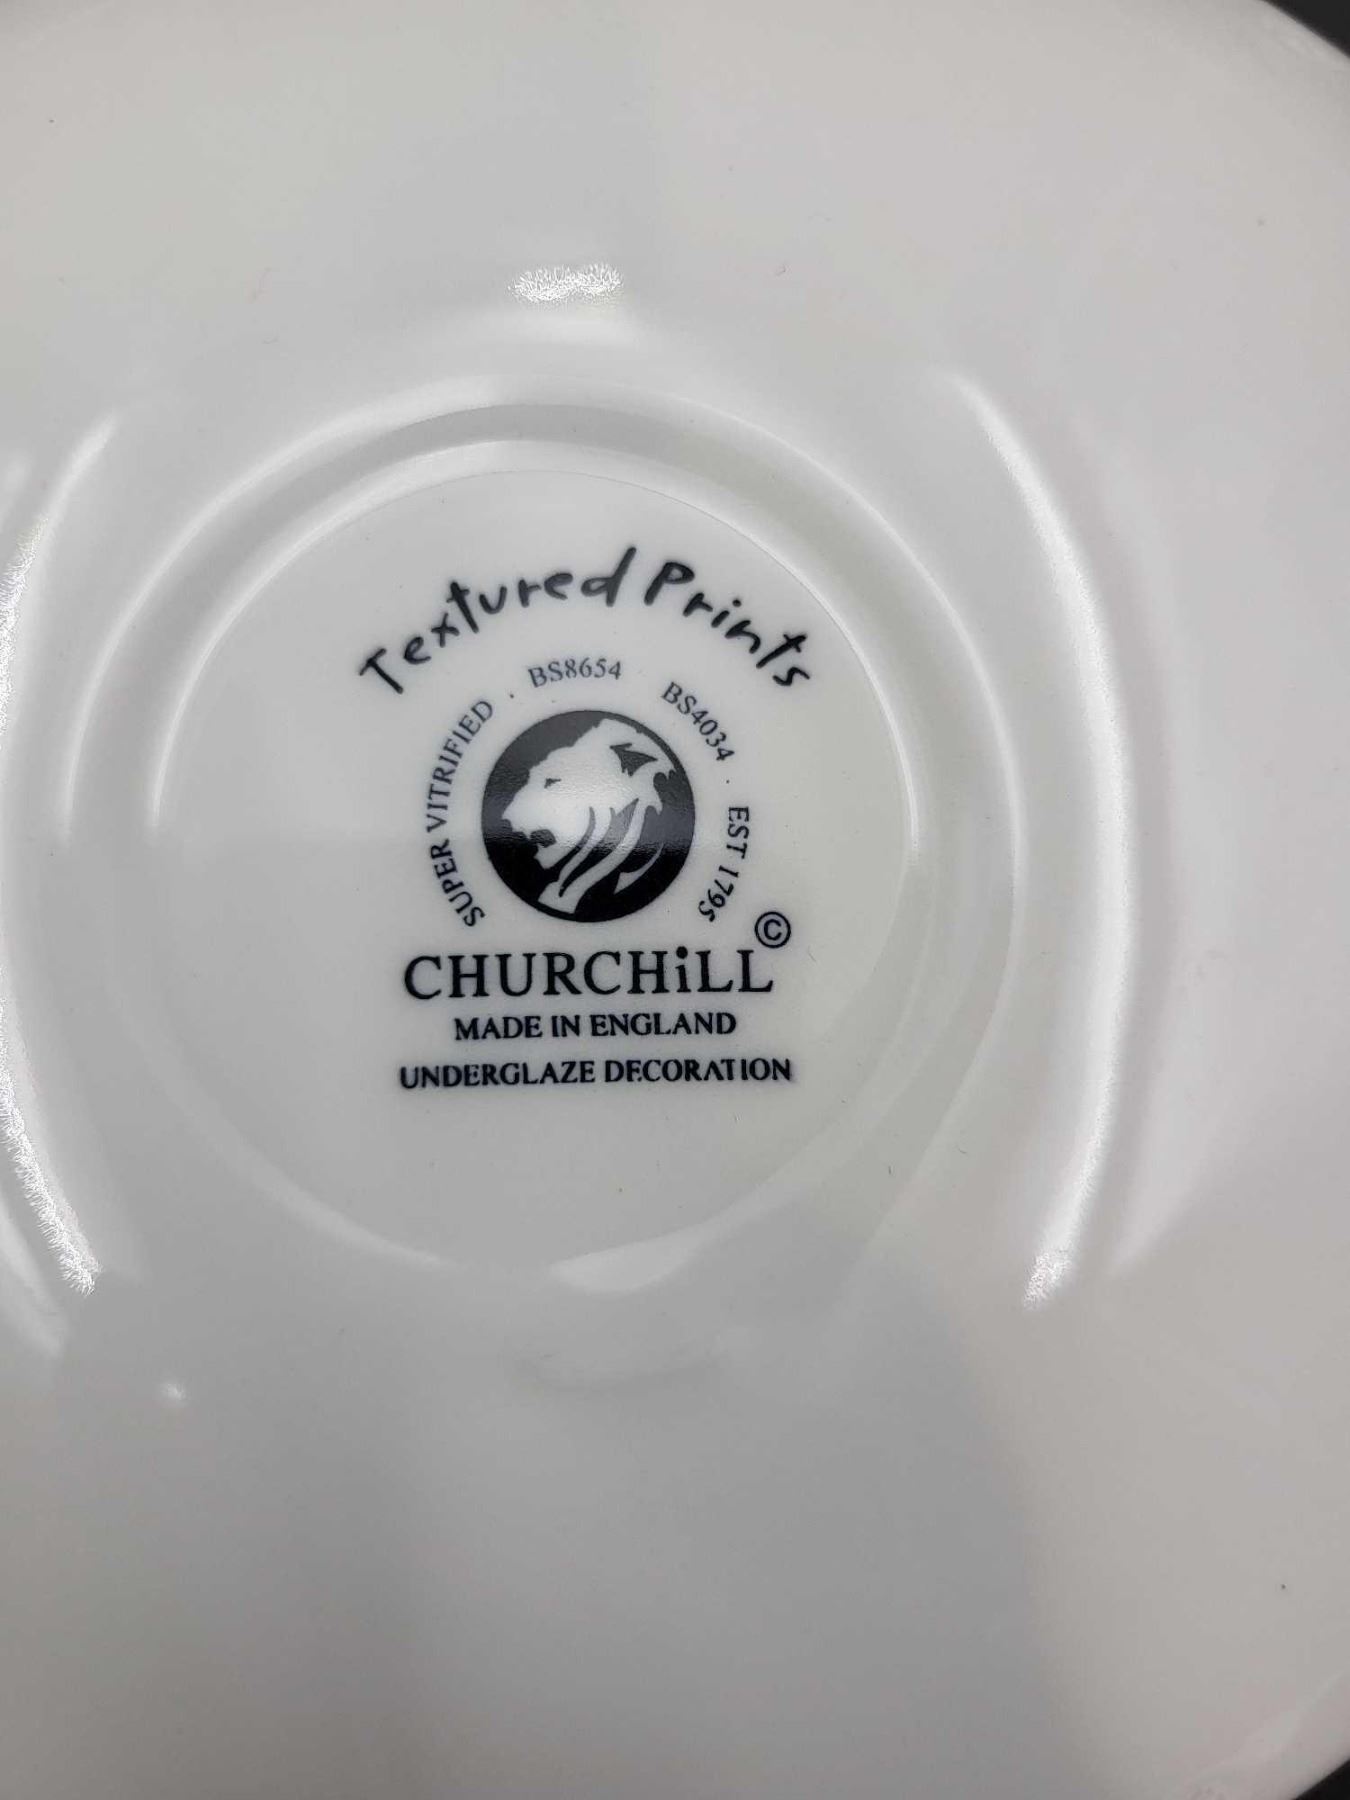 Textured Prints
SUPER VITRIFIED · BS8654 BS4034 · EST 1795
CHURCHiLL ©
MADE IN ENGLAND
UNDERGLAZE DECORATION